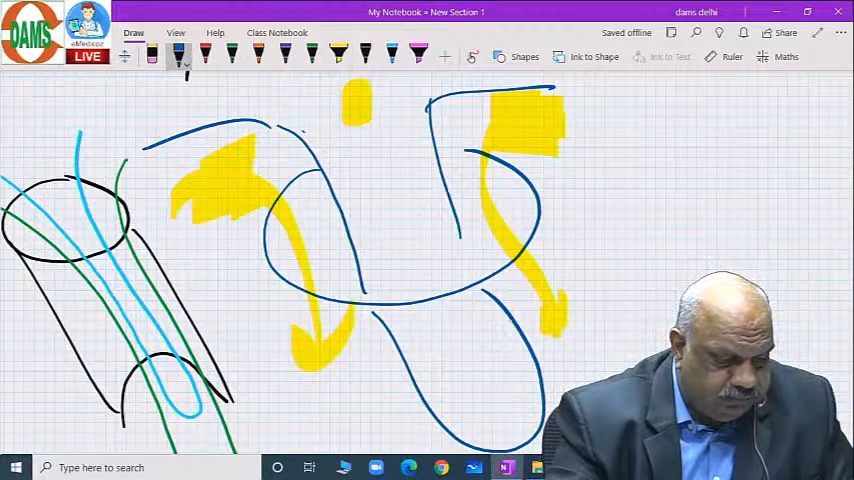 My Notebook = New Section 1
dams delhi
DAMS
eMedicoz
LIVE
Draw
View
Help
Class Notebook
Saved offline
Share
Shapes
Ink to Shape
Ink to Text
Ruler
Maths
Type here to search